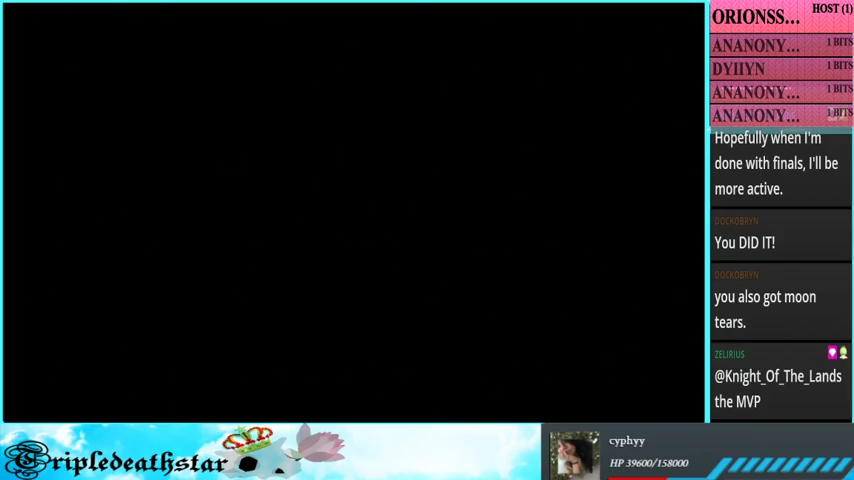 ORIONSS... HOST (1)
ANANONY... 1 BITS
DYIIYN 1 BITS
ANANONY... 1 BITS
ANANONY... 1 BITS
Hopefully when I'm
done with finals, I'll be
more active.
DOCKOBRYN
You DID IT!
DOCKOBRYN
you also got moon
tears.
ZELIRIUS
@Knight_Of_The_Lands
the MVP
Tripledeathstar
cyphyy
HP 39600/158000